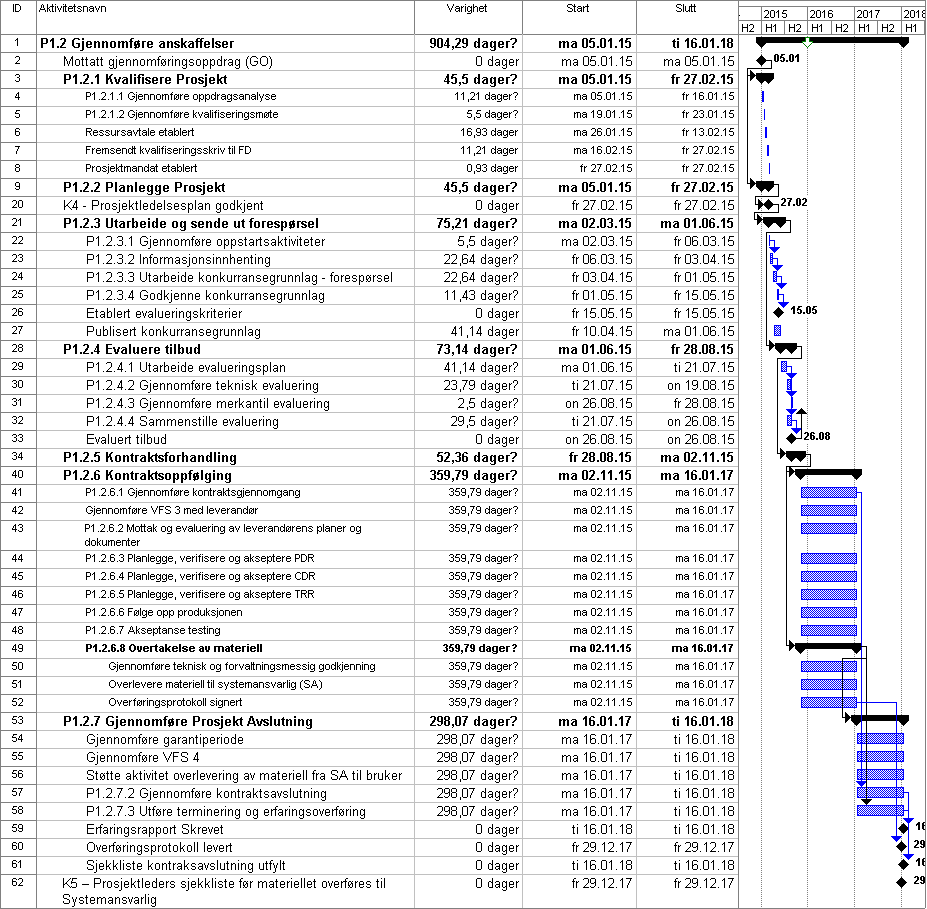 ID Aktivitetsnavn Varighet Start Slutt 2015 2016 2017 2018
H2 H1 H2 H1 H2 H1 H2 H1
1 P1.2 Gjennomføre anskaffelser 904,29 dager? ma 05.01.15 ti 16.01.18
2 Mottatt gjennomføringsoppdrag (GO) 0 dager ma 05.01.15 ma 05.01.15 05.01
3 P1.2.1 Kvalifisere Prosjekt 45,5 dager? ma 05.01.15 fr 27.02.15
4 P1.2.1.1 Gjennomføre oppdragsanalyse 11,21 dager? ma 05.01.15 fr 16.01.15
5 P1.2.1.2 Gjennomføre kvalifiseringsmøte 5,5 dager? ma 19.01.15 fr 23.01.15
6 Ressursavtale etablert 16,93 dager ma 26.01.15 fr 13.02.15
7 Fremsendt kvalifiseringsskriv til FD 11,21 dager ma 16.02.15 fr 27.02.15
8 Prosjektmandat etablert 0,93 dager fr 27.02.15 fr 27.02.15
9 P1.2.2 Planlegge Prosjekt 45,5 dager? ma 05.01.15 fr 27.02.15
20 K4 - Prosjektledelsesplan godkjent 0 dager fr 27.02.15 fr 27.02.15 27.02
21 P1.2.3 Utarbeide og sende ut forespørsel 75,21 dager? ma 02.03.15 ma 01.06.15
22 P1.2.3.1 Gjennomføre oppstartsaktiviteter 5,5 dager? ma 02.03.15 fr 06.03.15
23 P1.2.3.2 Informasjonsinnhenting 22,64 dager? fr 06.03.15 fr 03.04.15
24 P1.2.3.3 Utarbeide konkurransegrunnlag - forespørsel 22,64 dager? fr 03.04.15 fr 01.05.15
25 P1.2.3.4 Godkjenne konkurransegrunnlag 11,43 dager? fr 01.05.15 fr 15.05.15
26 Etablert evalueringskriterier 0 dager fr 15.05.15 fr 15.05.15 15.05
27 Publisert konkurransegrunnlag 41,14 dager fr 10.04.15 ma 01.06.15
28 P1.2.4 Evaluere tilbud 73,14 dager? ma 01.06.15 fr 28.08.15
29 P1.2.4.1 Utarbeide evalueringsplan 41,14 dager? ma 01.06.15 ti 21.07.15
30 P1.2.4.2 Gjennomføre teknisk evaluering 23,79 dager? ti 21.07.15 on 19.08.15
31 P1.2.4.3 Gjennomføre merkantil evaluering 2,5 dager? on 26.08.15 fr 28.08.15
32 P1.2.4.4 Sammenstille evaluering 29,5 dager? ti 21.07.15 on 26.08.15
33 Evaluert tilbud 0 dager on 26.08.15 on 26.08.15 26.08
34 P1.2.5 Kontraktsforhandling 52,36 dager? fr 28.08.15 ma 02.11.15
40 P1.2.6 Kontraktsoppfølging 359,79 dager? ma 02.11.15 ma 16.01.17
41 P1.2.6.1 Gjennomføre kontraktsgjennomgang 359,79 dager? ma 02.11.15 ma 16.01.17
42 Gjennomføre VFS 3 med leverandør 359,79 dager? ma 02.11.15 ma 16.01.17
43 P1.2.6.2 Mottak og evaluering av leverandørens planer og 359,79 dager? ma 02.11.15 ma 16.01.17
dokumenter
44 P1.2.6.3 Planlegge, verifisere og akseptere PDR 359,79 dager? ma 02.11.15 ma 16.01.17
45 P1.2.6.4 Planlegge, verifisere og akseptere CDR 359,79 dager? ma 02.11.15 ma 16.01.17
46 P1.2.6.5 Planlegge, verifisere og akseptere TRR 359,79 dager? ma 02.11.15 ma 16.01.17
47 P1.2.6.6 Følge opp produksjonen 359,79 dager? ma 02.11.15 ma 16.01.17
48 P1.2.6.7 Akseptanse testing 359,79 dager? ma 02.11.15 ma 16.01.17
49 P1.2.6.8 Overtakelse av materiell 359,79 dager? ma 02.11.15 ma 16.01.17
50 Gjennomføre teknisk og forvaltningsmessig godkjenning 359,79 dager? ma 02.11.15 ma 16.01.17
51 Overlevere materiell til systemansvarlig (SA) 359,79 dager? ma 02.11.15 ma 16.01.17
52 Overføringsprotokoll signert 359,79 dager? ma 02.11.15 ma 16.01.17
53 P1.2.7 Gjennomføre Prosjekt Avslutning 298,07 dager? ma 16.01.17 ti 16.01.18
54 Gjennomføre garantiperiode 298,07 dager? ma 16.01.17 ti 16.01.18
55 Gjennomføre VFS 4 298,07 dager? ma 16.01.17 ti 16.01.18
56 Støtte aktivitet overlevering av materiell fra SA til bruker 298,07 dager? ma 16.01.17 ti 16.01.18
57 P1.2.7.2 Gjennomføre kontraktsavslutning 298,07 dager? ma 16.01.17 ti 16.01.18
58 P1.2.7.3 Utføre terminering og erfaringsoverføring 298,07 dager? ma 16.01.17 ti 16.01.18
59 Erfaringsrapport Skrevet 0 dager ti 16.01.18 ti 16.01.18 16
60 Overføringsprotokoll levert 0 dager fr 29.12.17 fr 29.12.17 29
61 Sjekkliste kontraksavslutning utfylt 0 dager ti 16.01.18 ti 16.01.18 16
62 K5 – Prosjektleders sjekkliste før materiellet overføres til 0 dager fr 29.12.17 fr 29.12.17 29
Systemansvarlig